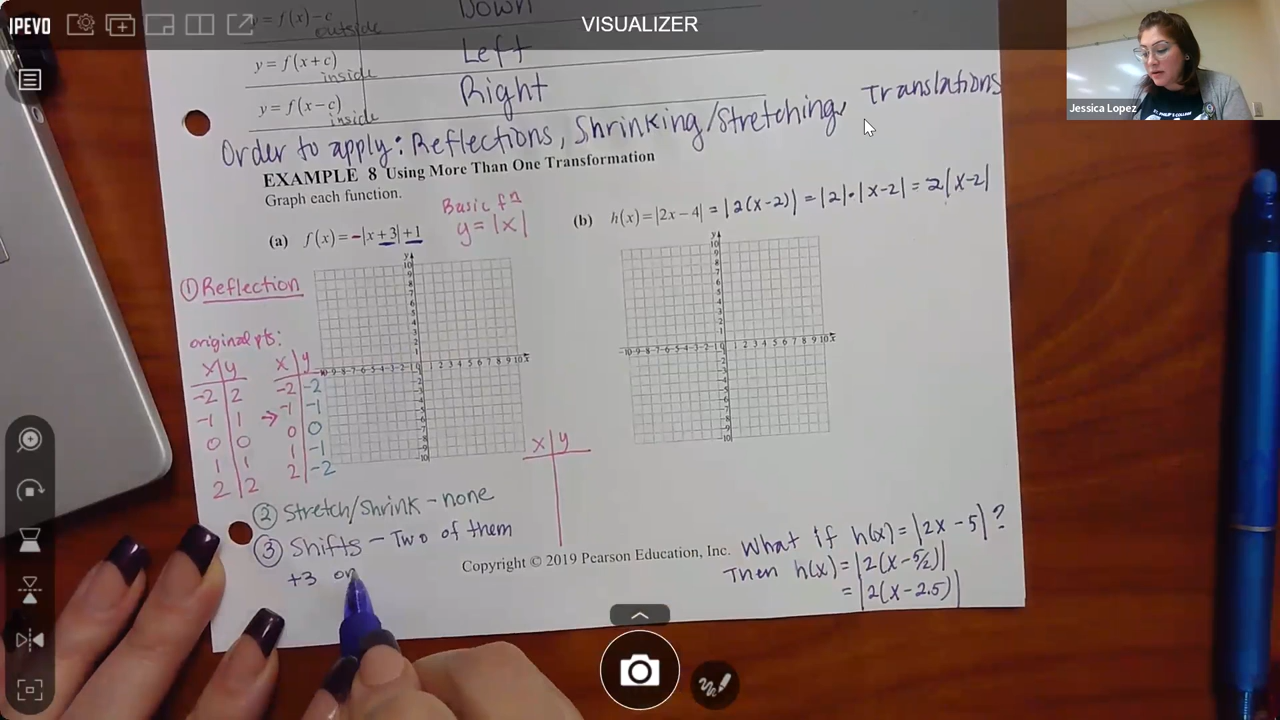 IPEVO
VISUALIZER
Jessica Lopez
y = f(x) − c
outside
Down
y = f(x+c)
inside
Left
y = f(x−c)
inside
Right
Order to apply: Reflections, Shrinking/Stretching, Translations
EXAMPLE 8 Using More Than One Transformation
Graph each function.
Basic fn
y = |x|
(a) f(x) = −|x+3|+1
(b) h(x) = |2x−4| = |2(x−2)| = |2|·|x−2| = 2|x−2|
① Reflection
original pts:
x y
-2 2
-1 1
0 0
1 1
2 2
→
x y
-2 -2
-1 -1
0 0
1 -1
2 -2
x y
② Stretch/Shrink - none
③ Shifts - Two of them
+3 on
Copyright © 2019 Pearson Education, Inc.
What if h(x) = |2x − 5| ?
Then h(x) = |2(x − 5/2)|
= |2(x − 2.5)|